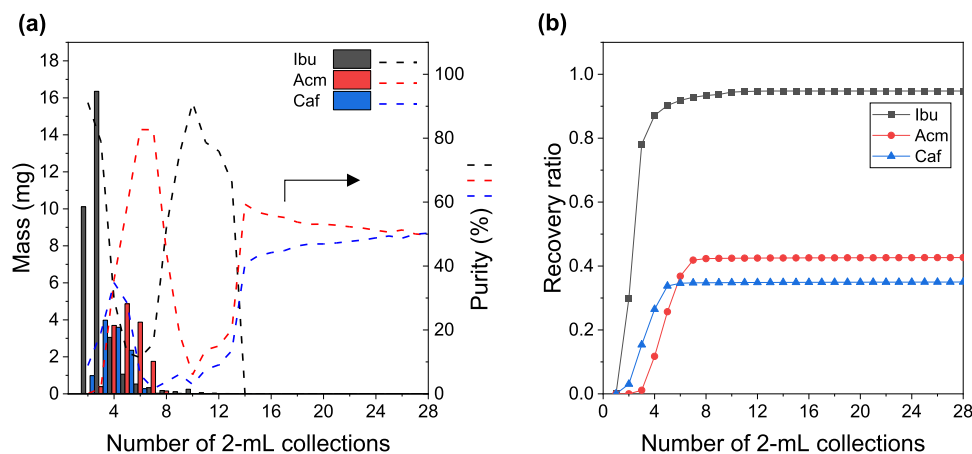 (a)
Ibu
Acm
Caf
18
16
14
12
10
8
6
4
2
0
Mass (mg)
100
80
60
40
20
0
Purity (%)
4 8 12 16 20 24 28
Number of 2-mL collections
(b)
1.0
0.8
0.6
0.4
0.2
0.0
Recovery ratio
Ibu
Acm
Caf
0 4 8 12 16 20 24 28
Number of 2-mL collections